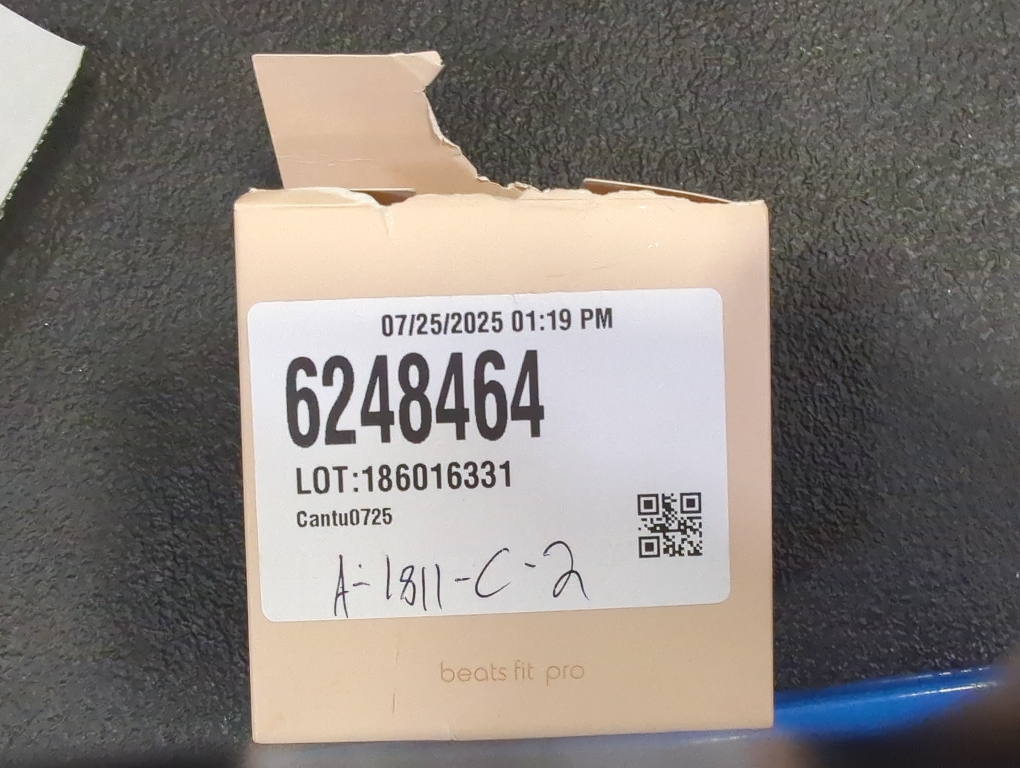 07/25/2025 01:19 PM
6248464
LOT:186016331
Cantu0725
A-1811-C-2
beats fit pro